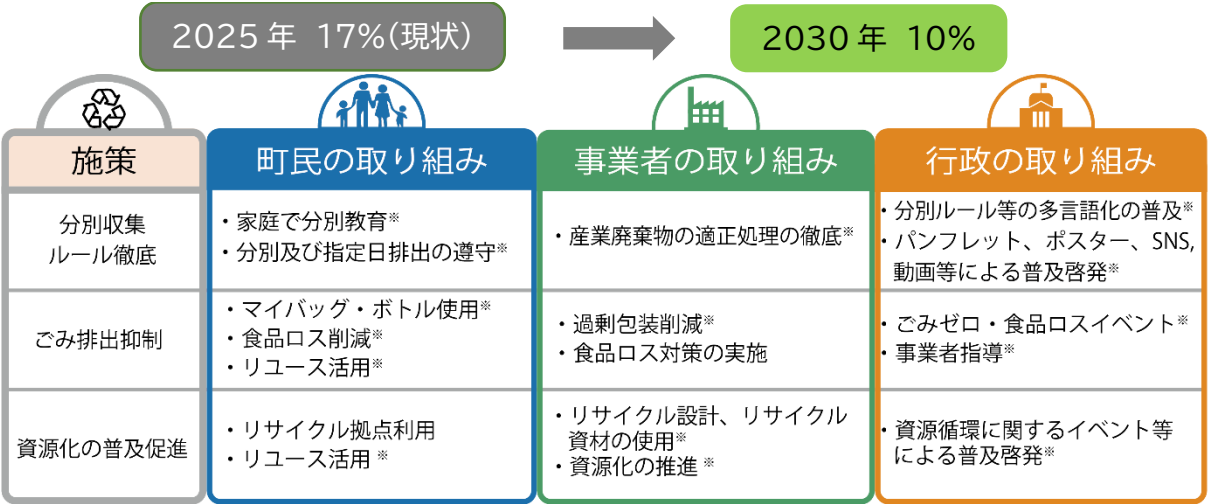 2025年 17%(現状)
2030年 10%
施策
町民の取り組み
事業者の取り組み
行政の取り組み
分別収集
ルール徹底
・家庭で分別教育※
・分別及び指定日排出の遵守※
・産業廃棄物の適正処理の徹底※
・分別ルール等の多言語化の普及※
・パンフレット、ポスター、SNS,
動画等による普及啓発※
ごみ排出抑制
・マイバッグ・ボトル使用※
・食品ロス削減※
・リユース活用※
・過剰包装削減※
・食品ロス対策の実施
・ごみゼロ・食品ロスイベント※
・事業者指導※
資源化の普及促進
・リサイクル拠点利用
・リユース活用※
・リサイクル設計、リサイクル
資材の使用※
・資源化の推進※
・資源循環に関するイベント等
による普及啓発※